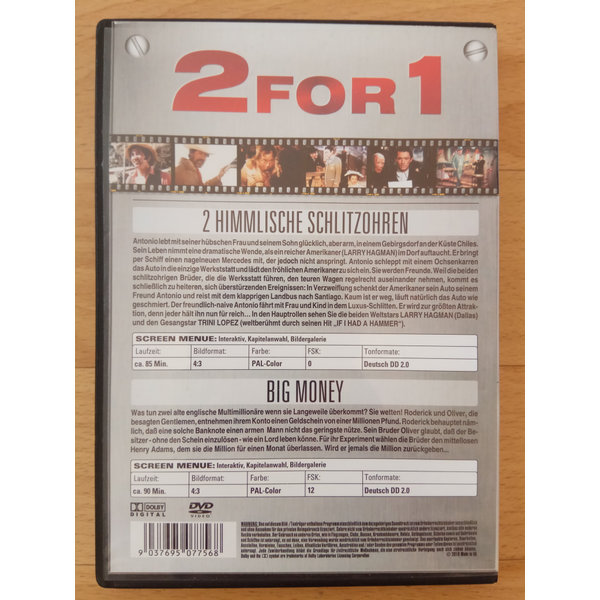 2 FOR 1
2 HIMMLISCHE SCHLITZOHREN
Antonio lebt mit seiner hübschen Frau und seinem Sohn glücklich, aber arm, in einem Gebirgsdorf an der Küste Chiles.
Sein Leben nimmt eine dramatische Wende, als ein reicher Amerikaner (LARRY HAGMAN) im Dorf auftaucht. Er bringt
per Schiff einen nagelneuen Mercedes mit, der jedoch nicht anspringt. Antonio schleppt mit einem Ochsenkarren
das Auto in die einzige Werkststatt und lädt den fröhlichen Amerikaner zu sich ein. Sie werden Freunde. Weil die beiden
schlitzohrigen Brüder, die die Werksstatt führen, den teuren Wagen regelrecht auseinander nehmen, kommt es
schließlich zu heiteren, sich überstürzenden Ereignissen: In Verzweiflung schenkt der Amerikaner sein Auto seinem
Freund Antonio und reist mit dem klapprigen Landbus nach Santiago. Kaum ist er weg, läuft natürlich das Auto wie
geschmiert. Der freundlich-naive Antonio fährt mit Frau und Kind in dem Luxus-Schlitten. Er wird zur größten Attrak-
tion, denn jeder hält ihn nun für reich... In den Hauptrollen sehen Sie die beiden Weltstars LARRY HAGMAN (Dallas)
und den Gesangstar TRINI LOPEZ (weltberühmt durch seinen Hit „IF I HAD A HAMMER").
SCREEN MENUE: Interaktiv, Kapitelanwahl, Bildergalerie
Laufzeit: Bildformat: Farbe: FSK: Tonformate:
ca. 85 Min. 4:3 PAL-Color 0 Deutsch DD 2.0
BIG MONEY
Was tun zwei alte englische Multimillionäre wenn sie Langeweile überkommt? Sie wetten! Roderick und Oliver, die
besagten Gentlemen, entnehmen ihrem Konto einen Geldschein von einer Millionen Pfund. Roderick behauptet näm-
lich, daß eine solche Banknote einen armen Mann nicht das geringste nütze. Sein Bruder Oliver glaubt, daß der Be-
sitzer - ohne den Schein einzulösen - wie ein Lord leben könne. Für ihr Experiment wählen die Brüder den mittellosen
Henry Adams, dem sie die Million für einen Monat überlassen. Wird er jemals die Million zurückgeben...
SCREEN MENUE: Interaktiv, Kapitelanwahl, Bildergalerie
Laufzeit: Bildformat: Farbe: FSK: Tonformate:
ca. 90 Min. 4:3 PAL-Color 12 Deutsch DD 2.0
DOLBY
DIGITAL
DVD
VIDEO
9 037695 077568